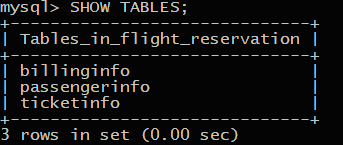 mysql> SHOW TABLES;
+------------------------------+
| Tables_in_flight_reservation |
+------------------------------+
| billinginfo                  |
| passengerinfo                |
| ticketinfo                   |
+------------------------------+
3 rows in set (0.00 sec)